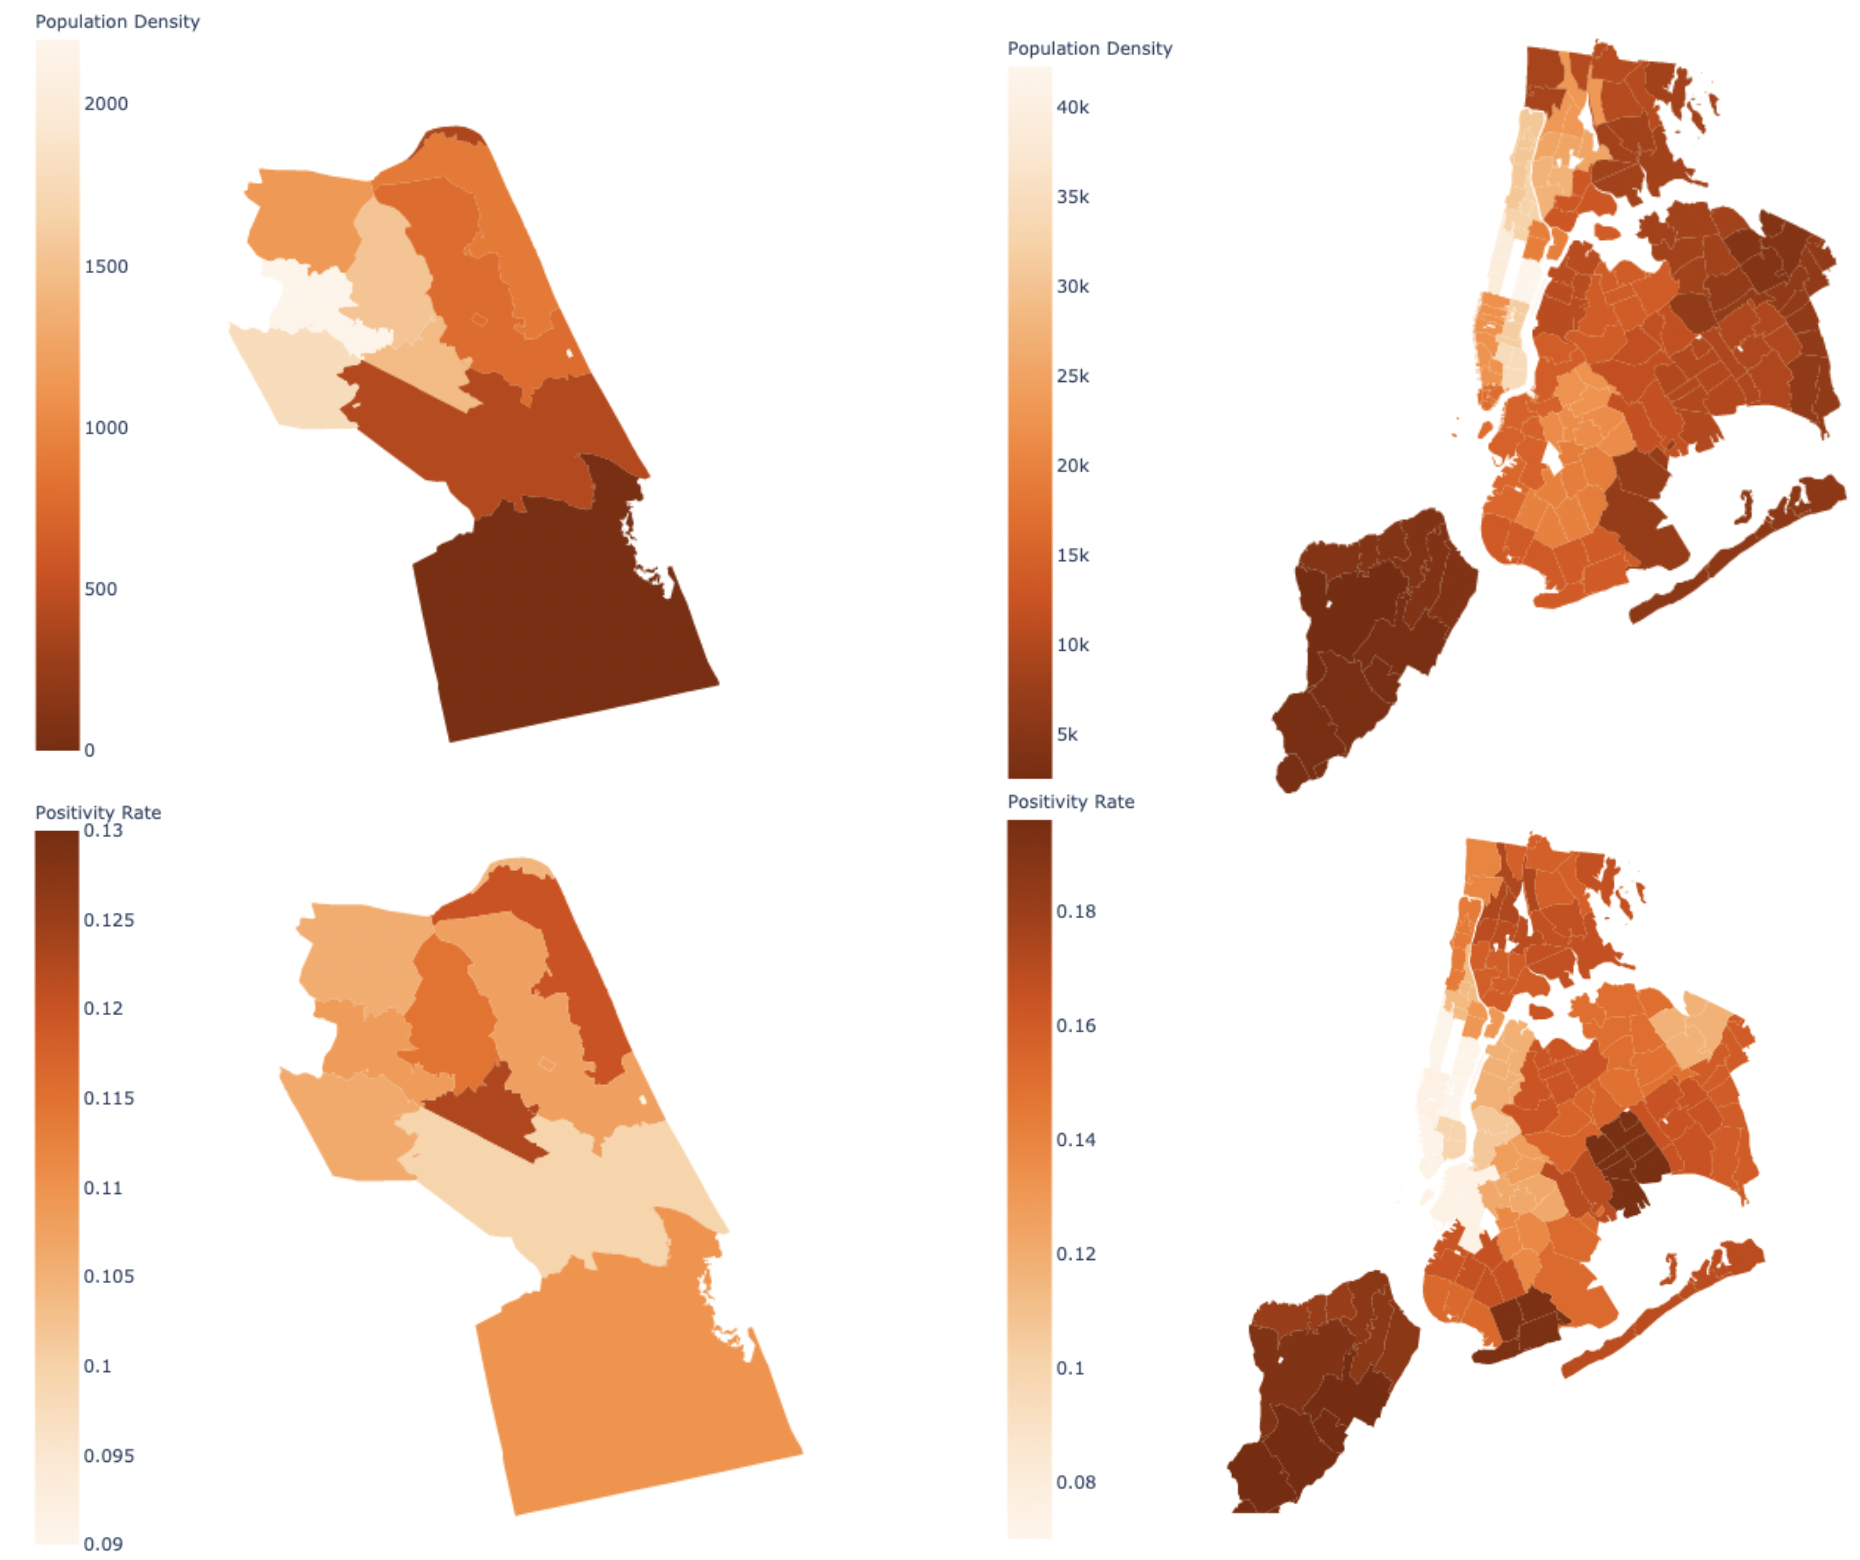 Population Density
2000
1500
1000
500
0
Population Density
40k
35k
30k
25k
20k
15k
10k
5k
Positivity Rate
0.13
0.125
0.12
0.115
0.11
0.105
0.1
0.095
0.09
Positivity Rate
0.18
0.16
0.14
0.12
0.1
0.08